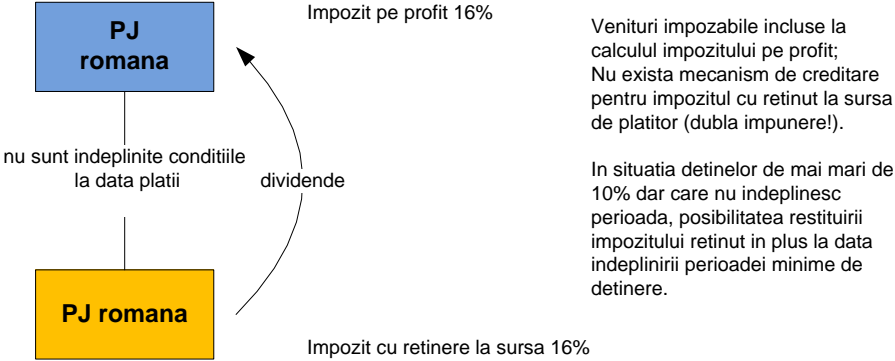 Impozit pe profit 16%
PJ
romana
Venituri impozabile incluse la
calculul impozitului pe profit;
Nu exista mecanism de creditare
pentru impozitul cu retinut la sursa
de platitor (dubla impunere!).
nu sunt indeplinite conditiile
la data platii
dividende
In situatia detinelor de mai mari de
10% dar care nu indeplinesc
perioada, posibilitatea restituirii
impozitului retinut in plus la data
indeplinirii perioadei minime de
detinere.
PJ romana
Impozit cu retinere la sursa 16%